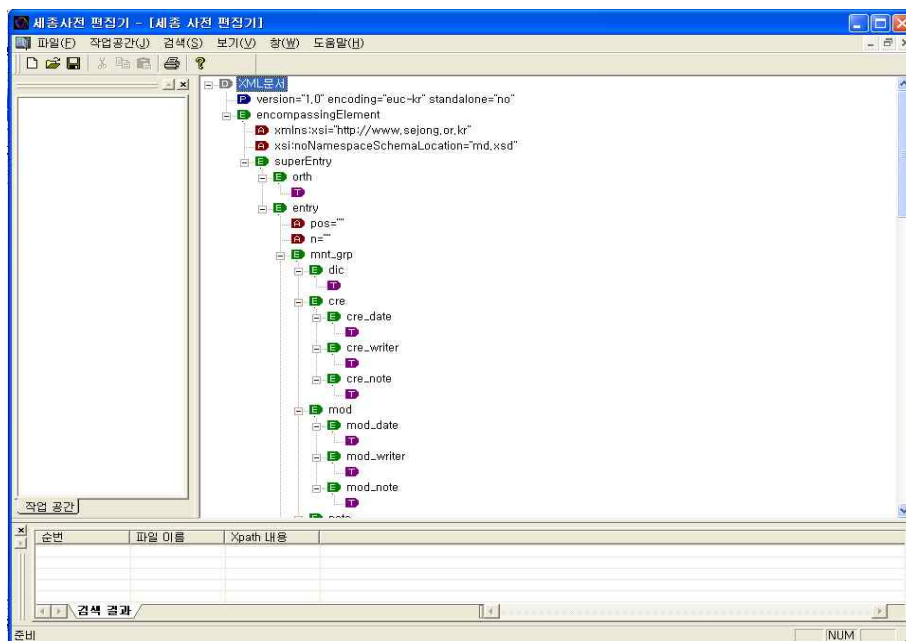 세종사전 편집기 - [세종 사전 편집기]
파일(F) 작업공간(J) 검색(S) 보기(V) 창(W) 도움말(H)
D XML문서
P version="1.0" encoding="euc-kr" standalone="no"
E encompassingElement
A xmlns:xsi="http://www.sejong.or.kr"
A xsi:noNamespaceSchemaLocation="md.xsd"
E superEntry
E orth
T
E entry
A pos=""
A n=""
E mnt_grp
E dic
T
E cre
E cre_date
T
E cre_writer
T
E cre_note
T
E mod
E mod_date
T
E mod_writer
T
E mod_note
T
작업 공간
순번 파일 이름 Xpath 내용
검색 결과
준비 NUM